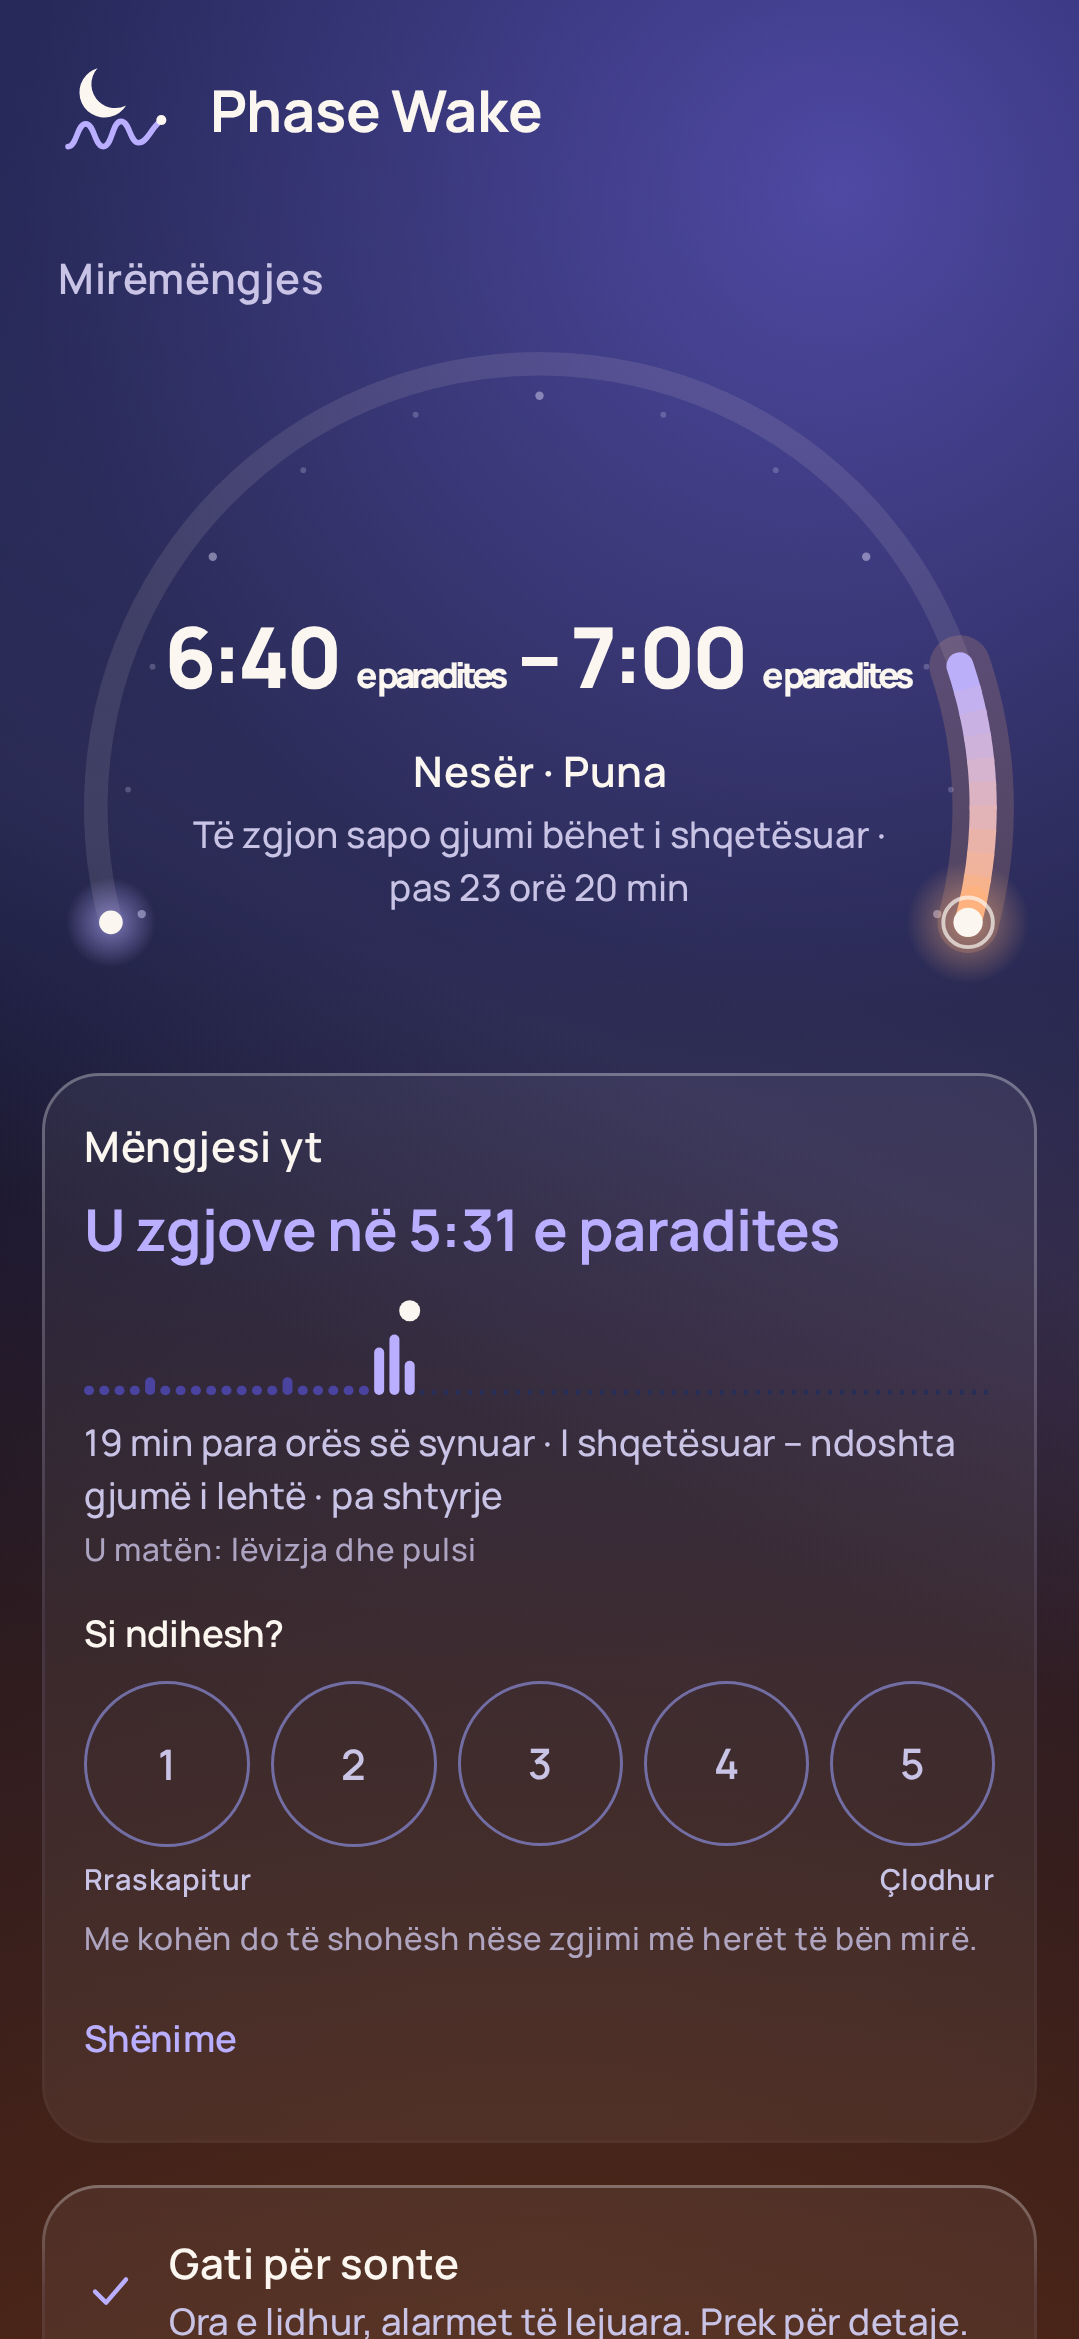 Phase Wake
Mirëmëngjes
6:40 e paradites – 7:00 e paradites
Nesër · Puna
Të zgjon sapo gjumi bëhet i shqetësuar ·
pas 23 orë 20 min
Mëngjesi yt
U zgjove në 5:31 e paradites
19 min para orës së synuar · I shqetësuar – ndoshta
gjumë i lehtë · pa shtyrje
U matën: lëvizja dhe pulsi
Si ndihesh?
1 2 3 4 5
Rraskapitur Çlodhur
Me kohën do të shohësh nëse zgjimi më herët të bën mirë.
Shënime
Gati për sonte
Ora e lidhur, alarmet të lejuara. Prek për detaje.